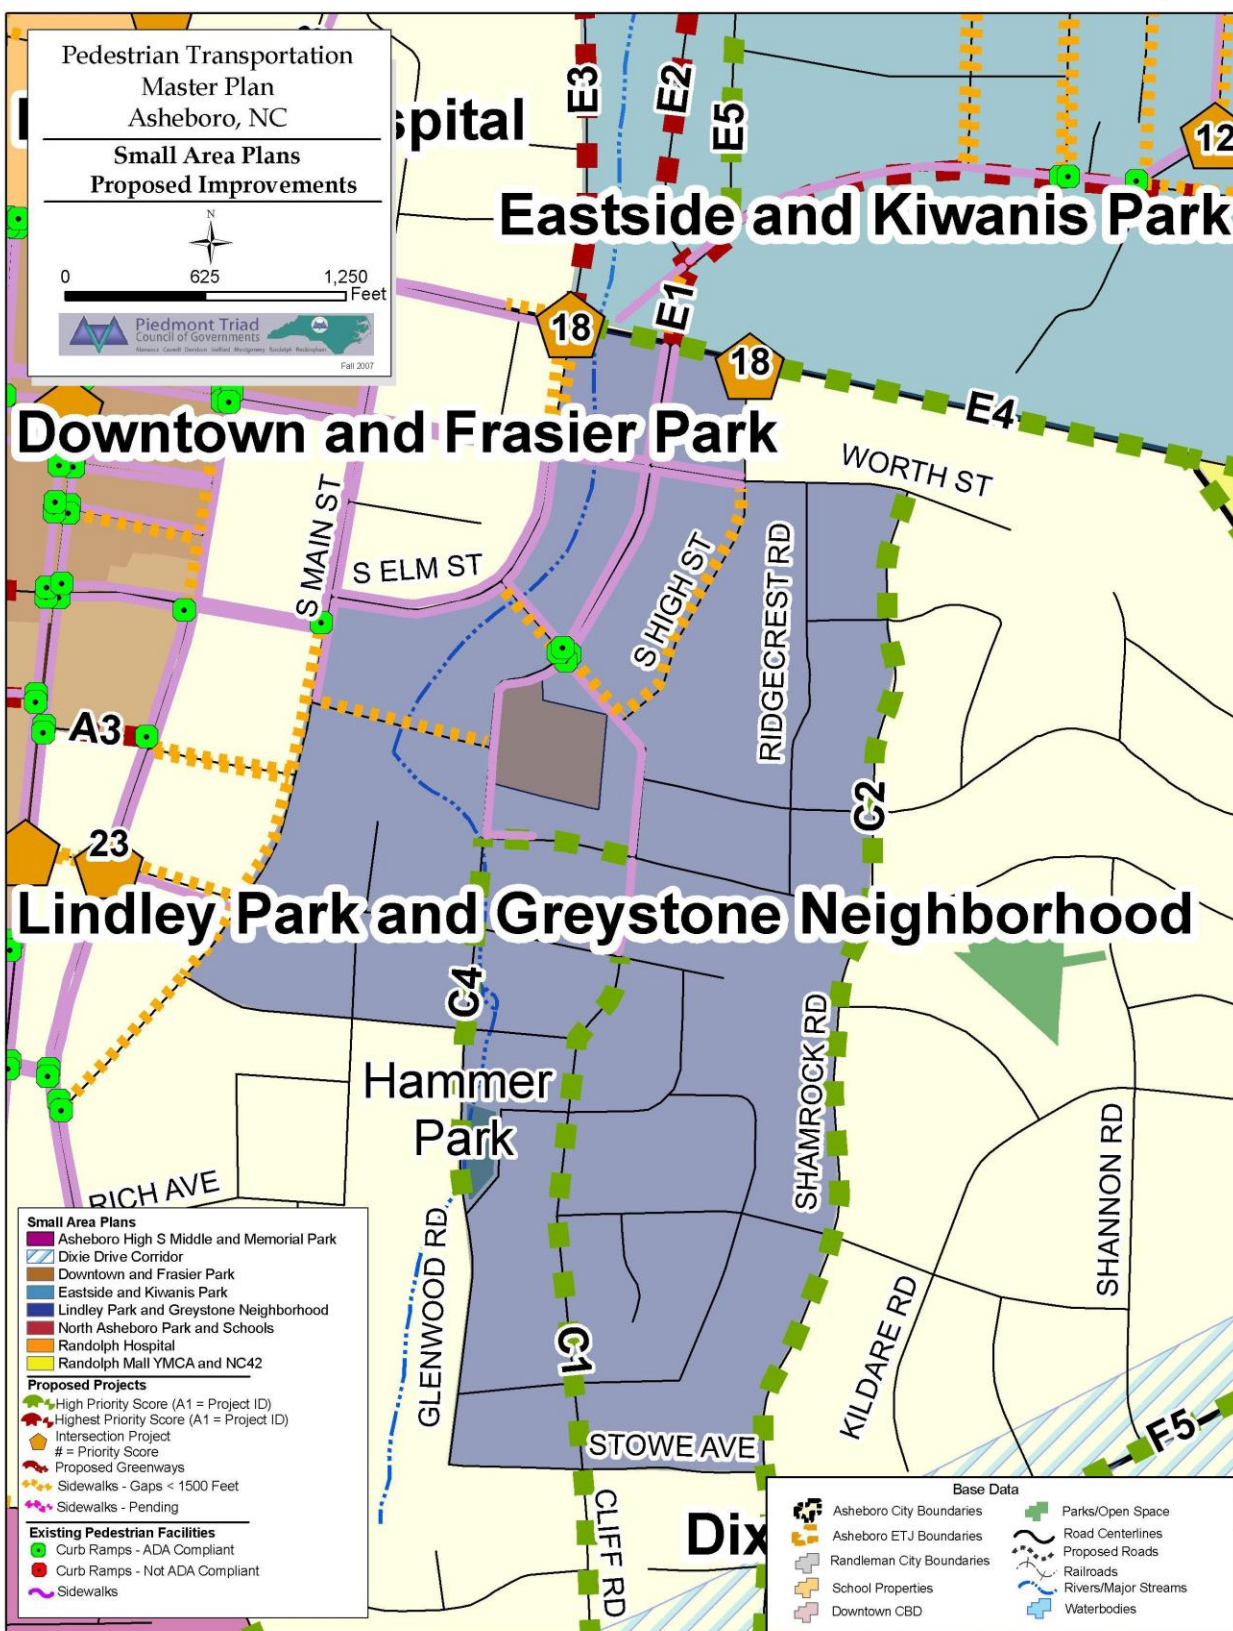 Pedestrian Transportation
Master Plan
Asheboro, NC
Small Area Plans
Proposed Improvements
N
0 625 1,250
Feet
Piedmont Triad
Council of Governments
Fall 2007
spital
E3
E2
E5
12
Eastside and Kiwanis Park
18
E1
18
E4
Downtown and Frasier Park
WORTH ST
S MAIN ST
S ELM ST
S HIGH ST
RIDGECREST RD
A3
C2
23
Lindley Park and Greystone Neighborhood
C4
SHAMROCK RD
Hammer
Park
SHANNON RD
RICH AVE
GLENWOOD RD
C1
KILDARE RD
F5
STOWE AVE
CLIFF RD
Dix
Small Area Plans
Asheboro High S Middle and Memorial Park
Dixie Drive Corridor
Downtown and Frasier Park
Eastside and Kiwanis Park
Lindley Park and Greystone Neighborhood
North Asheboro Park and Schools
Randolph Hospital
Randolph Mall YMCA and NC42
Proposed Projects
High Priority Score (A1 = Project ID)
Highest Priority Score (A1 = Project ID)
Intersection Project
# = Priority Score
Proposed Greenways
Sidewalks - Gaps < 1500 Feet
Sidewalks - Pending
Existing Pedestrian Facilities
Curb Ramps - ADA Compliant
Curb Ramps - Not ADA Compliant
Sidewalks
Base Data
Asheboro City Boundaries
Asheboro ETJ Boundaries
Randleman City Boundaries
School Properties
Downtown CBD
Parks/Open Space
Road Centerlines
Proposed Roads
Railroads
Rivers/Major Streams
Waterbodies